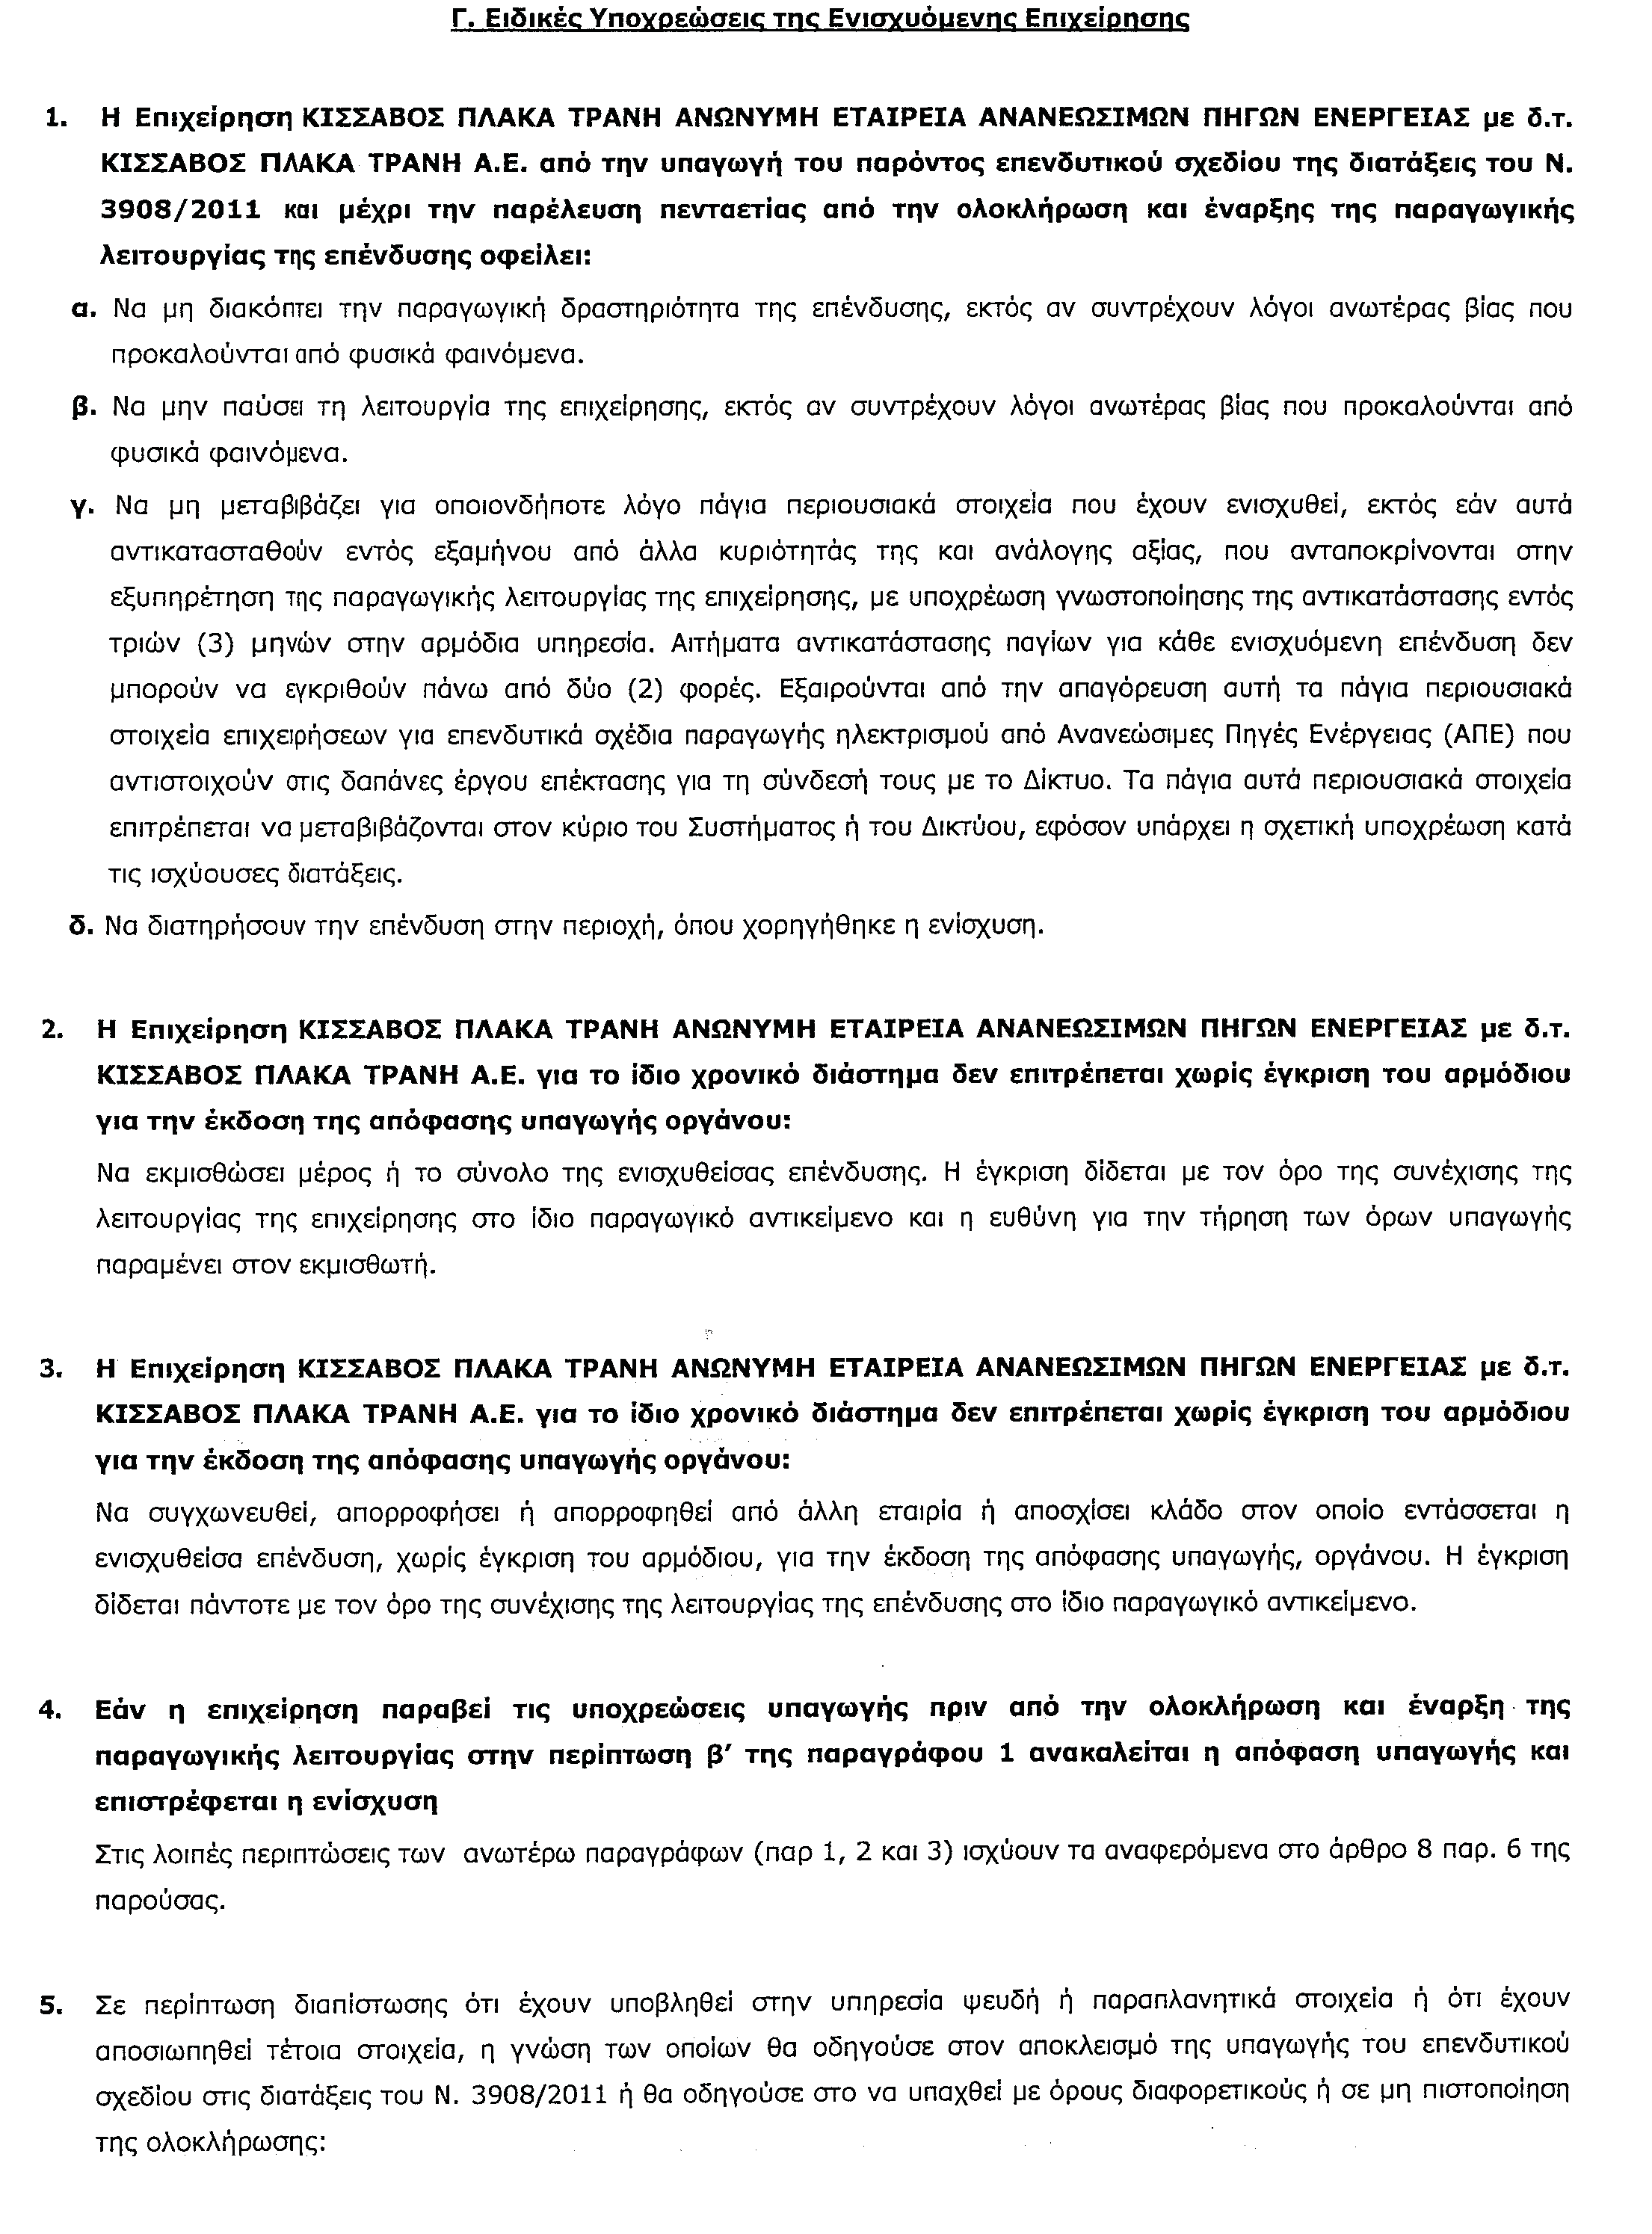 Γ. Ειδικές Υποχρεώσεις της Ενισχυόμενης Επιχείρησης
1. Η Επιχείρηση ΚΙΣΣΑΒΟΣ ΠΛΑΚΑ ΤΡΑΝΗ ΑΝΩΝΥΜΗ ΕΤΑΙΡΕΙΑ ΑΝΑΝΕΩΣΙΜΩΝ ΠΗΓΩΝ ΕΝΕΡΓΕΙΑΣ με δ.τ.
ΚΙΣΣΑΒΟΣ ΠΛΑΚΑ ΤΡΑΝΗ Α.Ε. από την υπαγωγή του παρόντος επενδυτικού σχεδίου της διατάξεις του Ν.
3908/2011 και μέχρι την παρέλευση πενταετίας από την ολοκλήρωση και έναρξης της παραγωγικής
λειτουργίας της επένδυσης οφείλει:
α. Να μη διακόπτει την παραγωγική δραστηριότητα της επένδυσης, εκτός αν συντρέχουν λόγοι ανωτέρας βίας που
προκαλούνται από φυσικά φαινόμενα.
β. Να μην παύσει τη λειτουργία της επιχείρησης, εκτός αν συντρέχουν λόγοι ανωτέρας βίας που προκαλούνται από
φυσικά φαινόμενα.
γ. Να μη μεταβιβάζει για οποιονδήποτε λόγο πάγια περιουσιακά στοιχεία που έχουν ενισχυθεί, εκτός εάν αυτά
αντικατασταθούν εντός εξαμήνου από άλλα κυριότητάς της και ανάλογης αξίας, που ανταποκρίνονται στην
εξυπηρέτηση της παραγωγικής λειτουργίας της επιχείρησης, με υποχρέωση γνωστοποίησης της αντικατάστασης εντός
τριών (3) μηνών στην αρμόδια υπηρεσία. Αιτήματα αντικατάστασης παγίων για κάθε ενισχυόμενη επένδυση δεν
μπορούν να εγκριθούν πάνω από δύο (2) φορές. Εξαιρούνται από την απαγόρευση αυτή τα πάγια περιουσιακά
στοιχεία επιχειρήσεων για επενδυτικά σχέδια παραγωγής ηλεκτρισμού από Ανανεώσιμες Πηγές Ενέργειας (ΑΠΕ) που
αντιστοιχούν στις δαπάνες έργου επέκτασης για τη σύνδεσή τους με το Δίκτυο. Τα πάγια αυτά περιουσιακά στοιχεία
επιτρέπεται να μεταβιβάζονται στον κύριο του Συστήματος ή του Δικτύου, εφόσον υπάρχει η σχετική υποχρέωση κατά
τις ισχύουσες διατάξεις.
δ. Να διατηρήσουν την επένδυση στην περιοχή, όπου χορηγήθηκε η ενίσχυση.
2. Η Επιχείρηση ΚΙΣΣΑΒΟΣ ΠΛΑΚΑ ΤΡΑΝΗ ΑΝΩΝΥΜΗ ΕΤΑΙΡΕΙΑ ΑΝΑΝΕΩΣΙΜΩΝ ΠΗΓΩΝ ΕΝΕΡΓΕΙΑΣ με δ.τ.
ΚΙΣΣΑΒΟΣ ΠΛΑΚΑ ΤΡΑΝΗ Α.Ε. για το ίδιο χρονικό διάστημα δεν επιτρέπεται χωρίς έγκριση του αρμόδιου
για την έκδοση της απόφασης υπαγωγής οργάνου:
Να εκμισθώσει μέρος ή το σύνολο της ενισχυθείσας επένδυσης. Η έγκριση δίδεται με τον όρο της συνέχισης της
λειτουργίας της επιχείρησης στο ίδιο παραγωγικό αντικείμενο και η ευθύνη για την τήρηση των όρων υπαγωγής
παραμένει στον εκμισθωτή.
3. Η Επιχείρηση ΚΙΣΣΑΒΟΣ ΠΛΑΚΑ ΤΡΑΝΗ ΑΝΩΝΥΜΗ ΕΤΑΙΡΕΙΑ ΑΝΑΝΕΩΣΙΜΩΝ ΠΗΓΩΝ ΕΝΕΡΓΕΙΑΣ με δ.τ.
ΚΙΣΣΑΒΟΣ ΠΛΑΚΑ ΤΡΑΝΗ Α.Ε. για το ίδιο χρονικό διάστημα δεν επιτρέπεται χωρίς έγκριση του αρμόδιου
για την έκδοση της απόφασης υπαγωγής οργάνου:
Να συγχωνευθεί, απορροφήσει ή απορροφηθεί από άλλη εταιρία ή αποσχίσει κλάδο στον οποίο εντάσσεται η
ενισχυθείσα επένδυση, χωρίς έγκριση του αρμόδιου, για την έκδοση της απόφασης υπαγωγής, οργάνου. Η έγκριση
δίδεται πάντοτε με τον όρο της συνέχισης της λειτουργίας της επένδυσης στο ίδιο παραγωγικό αντικείμενο.
4. Εάν η επιχείρηση παραβεί τις υποχρεώσεις υπαγωγής πριν από την ολοκλήρωση και έναρξη της
παραγωγικής λειτουργίας στην περίπτωση β' της παραγράφου 1 ανακαλείται η απόφαση υπαγωγής και
επιστρέφεται η ενίσχυση
Στις λοιπές περιπτώσεις των ανωτέρω παραγράφων (παρ 1, 2 και 3) ισχύουν τα αναφερόμενα στο άρθρο 8 παρ. 6 της
παρούσας.
5. Σε περίπτωση διαπίστωσης ότι έχουν υποβληθεί στην υπηρεσία ψευδή ή παραπλανητικά στοιχεία ή ότι έχουν
αποσιωπηθεί τέτοια στοιχεία, η γνώση των οποίων θα οδηγούσε στον αποκλεισμό της υπαγωγής του επενδυτικού
σχεδίου στις διατάξεις του Ν. 3908/2011 ή θα οδηγούσε στο να υπαχθεί με όρους διαφορετικούς ή σε μη πιστοποίηση
της ολοκλήρωσης: